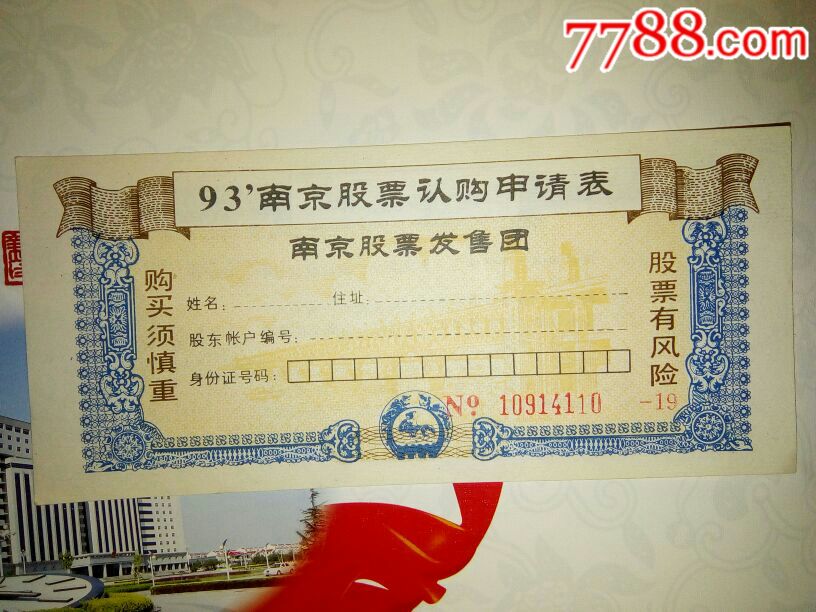 7788.com
93'南京股票认购申请表
南京股票发售团
购买须慎重
股票有风险
姓名: 住址:
股东帐户编号:
身份证号码:
No 10914110 -19